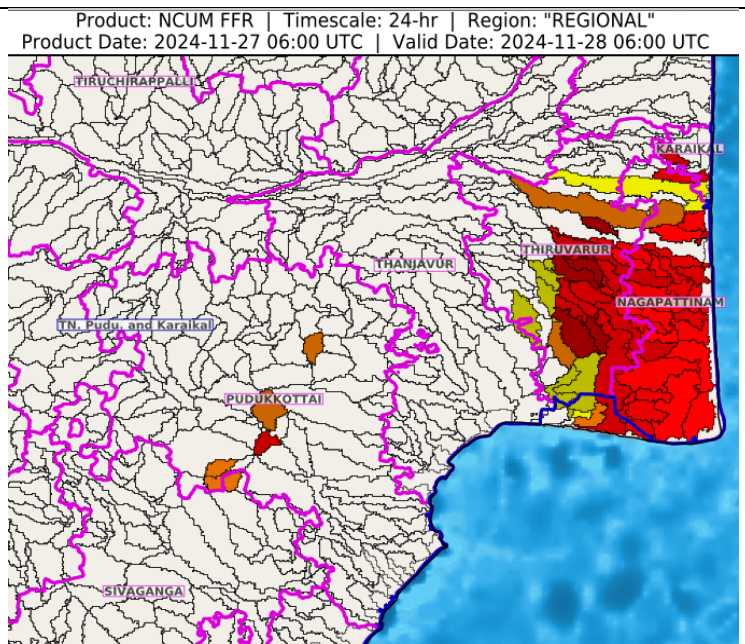 Product: NCUM FFR | Timescale: 24-hr | Region: "REGIONAL"
Product Date: 2024-11-27 06:00 UTC | Valid Date: 2024-11-28 06:00 UTC
TIRUCHIRAPPALLI
KARAIKAL
THIRUVARUR
THANJAVUR
NAGAPATTINAM
TN. Pudu. and Karaikal
PUDUKKOTTAI
SIVAGANGA